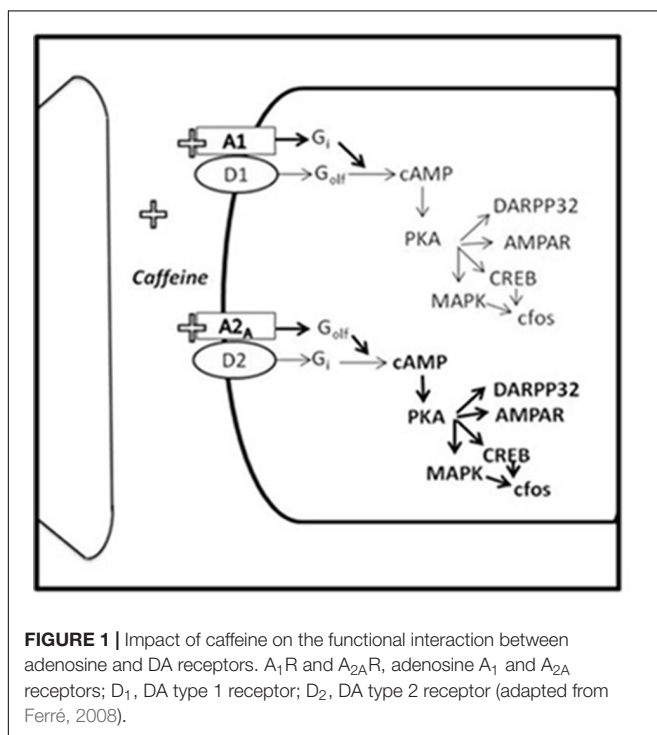 A1 Gi
D1 Golf cAMP
DARPP32
PKA AMPAR
CREB
MAPK cfos
Caffeine
A2A Golf
D2 Gi cAMP
DARPP32
PKA AMPAR
CREB
MAPK cfos
FIGURE 1 | Impact of caffeine on the functional interaction between
adenosine and DA receptors. A1R and A2AR, adenosine A1 and A2A
receptors; D1, DA type 1 receptor; D2, DA type 2 receptor (adapted from
Ferré, 2008).